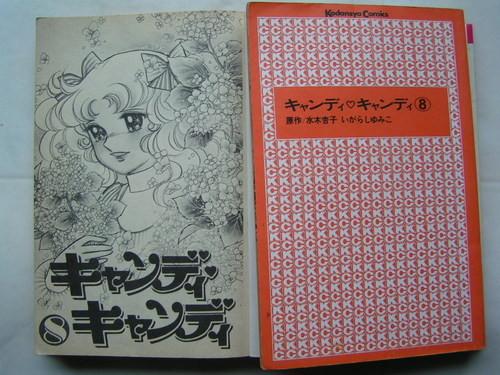 キャンディ♡
⑧キャンディ
Kodansya Comics
キャンディ♡キャンディ⑧
原作/水木杏子 いがらしゆみこ